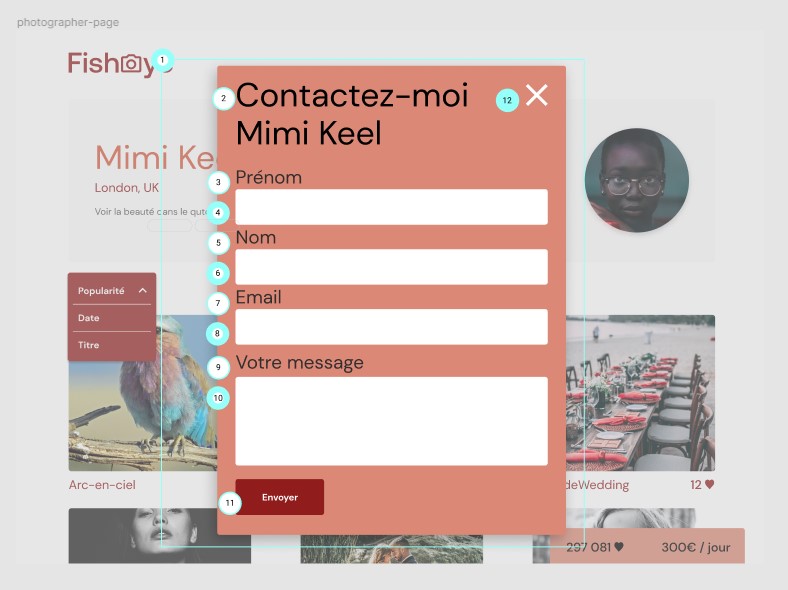 photographer-page
Fish
y
1
2
Contactez-moi
12
Mimi Keel
Mimi Ke
London, UK
3
Prénom
Voir la beauté dans le
4
5
Nom
6
Popularité
Date
Titre
7
Email
8
9
Votre message
10
Arc-en-ciel
deWedding
12
11
Envoyer
297 081
300€ / jour